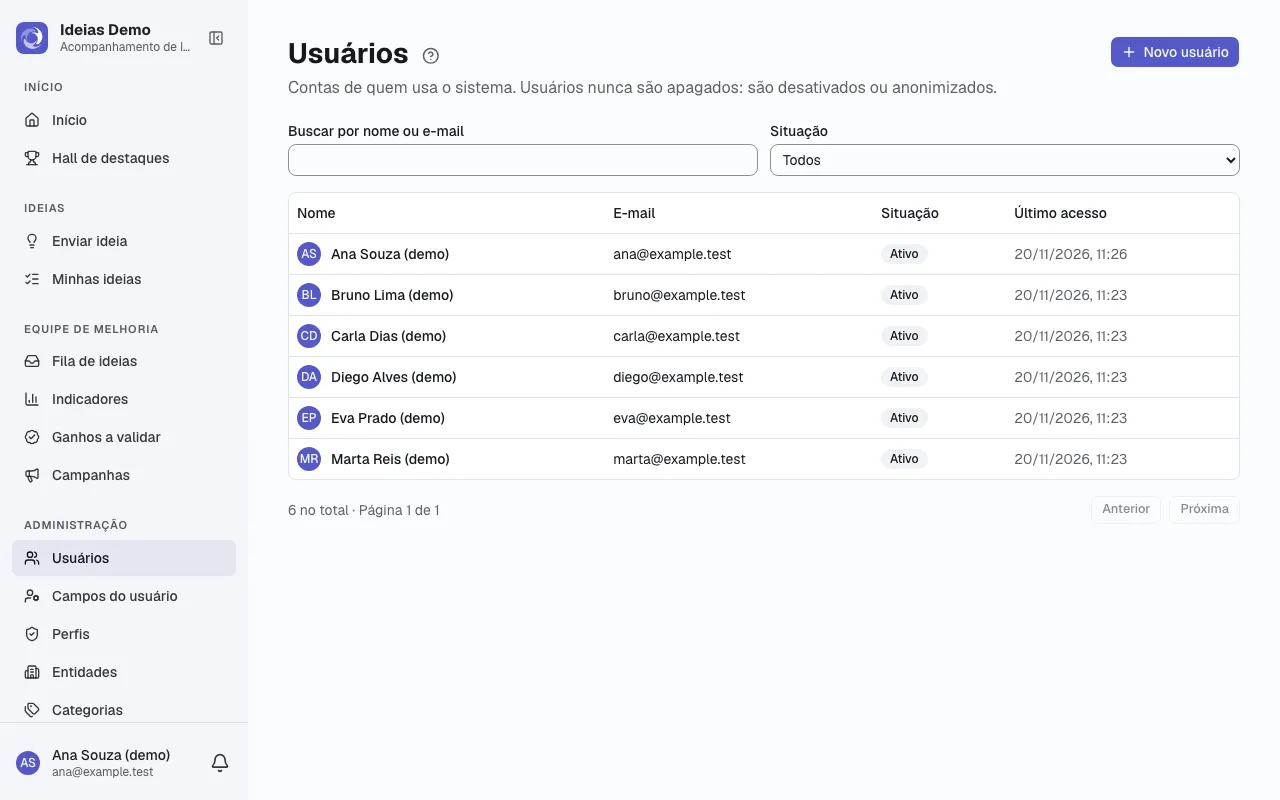 Ideias Demo
Acompanhamento de I...
INÍCIO
Início
Hall de destaques
IDEIAS
Enviar ideia
Minhas ideias
EQUIPE DE MELHORIA
Fila de ideias
Indicadores
Ganhos a validar
Campanhas
ADMINISTRAÇÃO
Usuários
Campos do usuário
Perfis
Entidades
Categorias
AS Ana Souza (demo)
ana@example.test
Usuários
Novo usuário
Contas de quem usa o sistema. Usuários nunca são apagados: são desativados ou anonimizados.
Buscar por nome ou e-mail Situação
Todos
Nome E-mail Situação Último acesso
AS Ana Souza (demo) ana@example.test Ativo 20/11/2026, 11:26
BL Bruno Lima (demo) bruno@example.test Ativo 20/11/2026, 11:23
CD Carla Dias (demo) carla@example.test Ativo 20/11/2026, 11:23
DA Diego Alves (demo) diego@example.test Ativo 20/11/2026, 11:23
EP Eva Prado (demo) eva@example.test Ativo 20/11/2026, 11:23
MR Marta Reis (demo) marta@example.test Ativo 20/11/2026, 11:23
6 no total · Página 1 de 1 Anterior Próxima